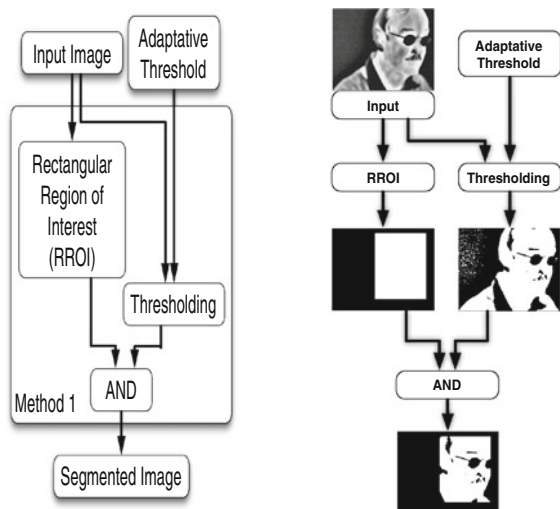 Input Image
Adaptative
Threshold
Rectangular
Region of
Interest
(RROI)
Thresholding
AND
Method 1
Segmented Image
Input
Adaptative
Threshold
RROI
Thresholding
AND